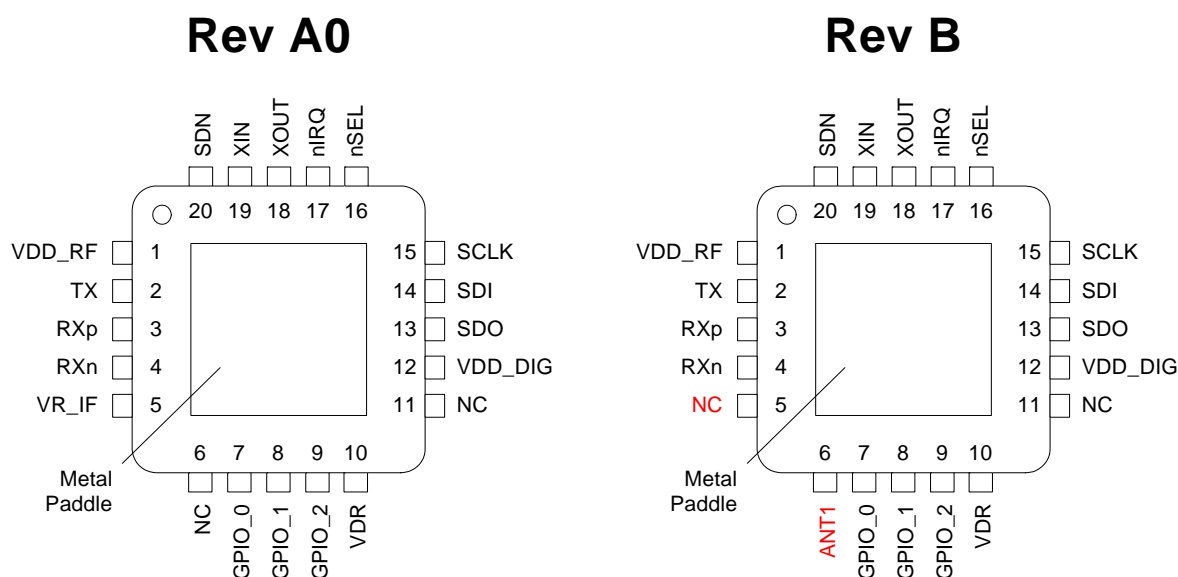 Rev A0
SDN
XIN
XOUT
nIRQ
nSEL
20 19 18 17 16
VDD_RF 1
TX 2
RXp 3
RXn 4
VR_IF 5
15 SCLK
14 SDI
13 SDO
12 VDD_DIG
11 NC
6 7 8 9 10
Metal
Paddle
NC
GPIO_0
GPIO_1
GPIO_2
VDR
Rev B
SDN
XIN
XOUT
nIRQ
nSEL
20 19 18 17 16
VDD_RF 1
TX 2
RXp 3
RXn 4
NC 5
15 SCLK
14 SDI
13 SDO
12 VDD_DIG
11 NC
6 7 8 9 10
Metal
Paddle
ANT1
GPIO_0
GPIO_1
GPIO_2
VDR